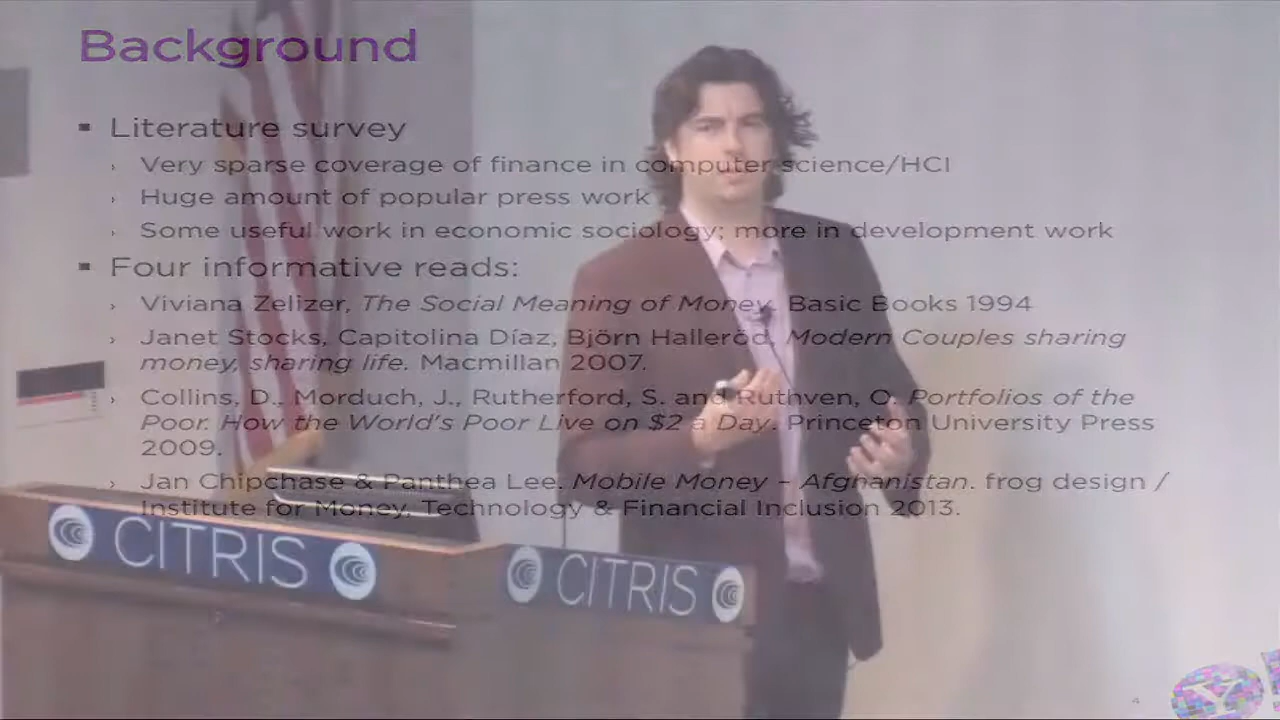 Background
▪ Literature survey
› Very sparse coverage of finance in computer science/HCI
› Huge amount of popular press work
› Some useful work in economic sociology; more in development work
▪ Four informative reads:
› Viviana Zelizer, The Social Meaning of Money, Basic Books 1994
› Janet Stocks, Capitolina Díaz, Björn Halleröd. Modern Couples sharing
money, sharing life. Macmillan 2007.
› Collins, D., Morduch, J., Rutherford, S. and Ruthven, O. Portfolios of the
Poor. How the World's Poor Live on $2 a Day. Princeton University Press
2009.
› Jan Chipchase & Panthea Lee. Mobile Money – Afghanistan. frog design /
Institute for Money, Technology & Financial Inclusion 2013.
CITRIS
CITRIS
4
Y!